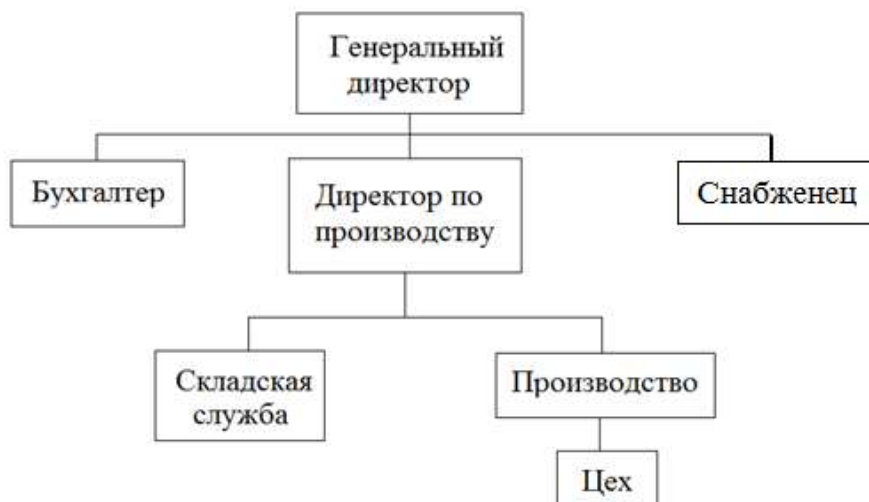 Генеральный
директор
Бухгалтер
Директор по
производству
Снабженец
Складская
служба
Производство
Цех